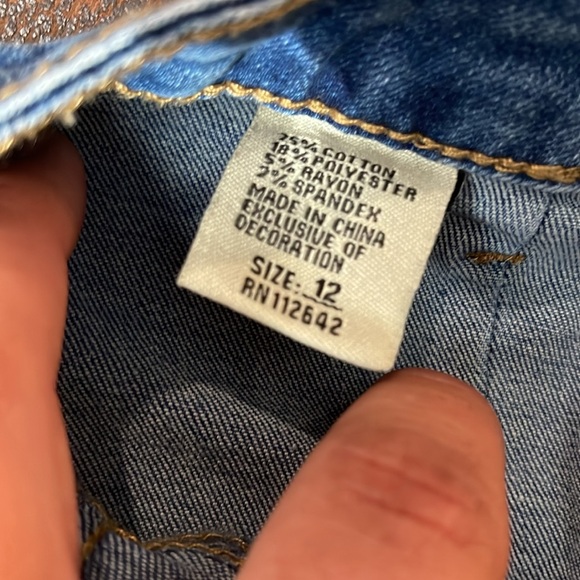 75% COTTON
18% POLYESTER
5% RAYON
2% SPANDEX
MADE IN CHINA
EXCLUSIVE OF
DECORATION
SIZE: 12
RN112642